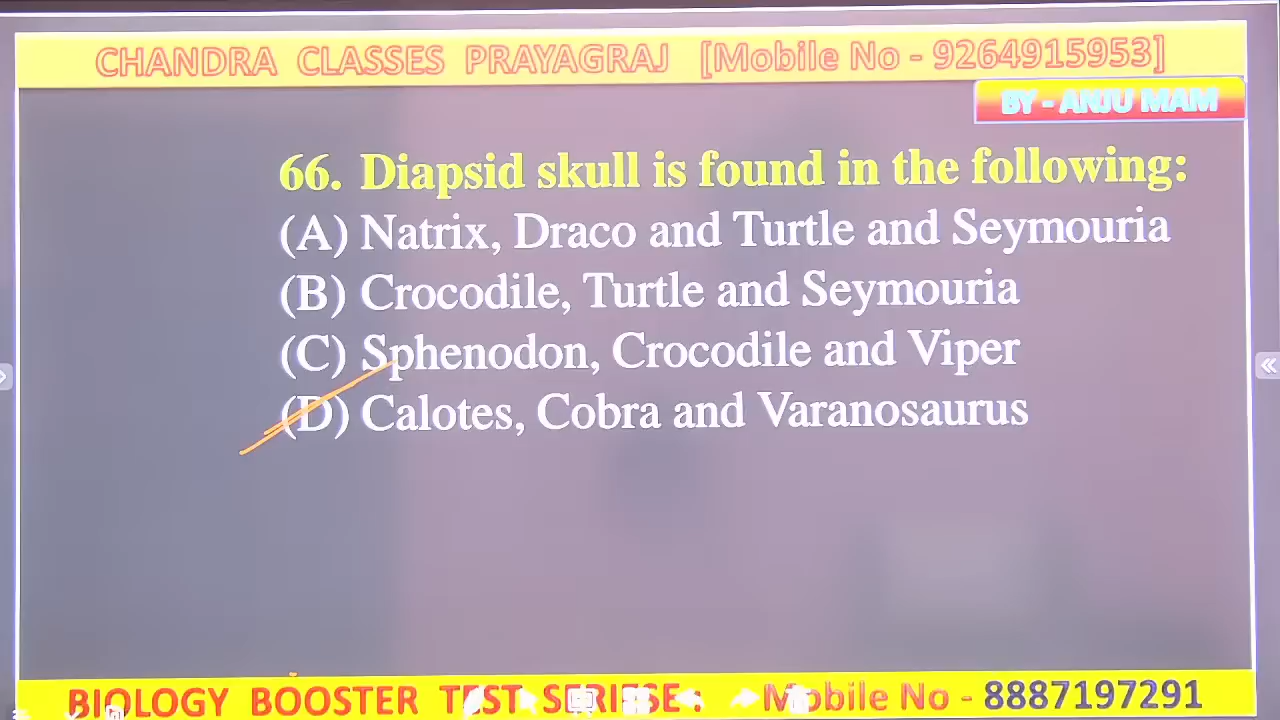 CHANDRA CLASSES PRAYAGRAJ [Mobile No - 9264915953]
BY - ANJU MAM
66. Diapsid skull is found in the following:
(A) Natrix, Draco and Turtle and Seymouria
(B) Crocodile, Turtle and Seymouria
(C) Sphenodon, Crocodile and Viper
(D) Calotes, Cobra and Varanosaurus
BIOLOGY BOOSTER TEST SERIESE : Mobile No - 8887197291